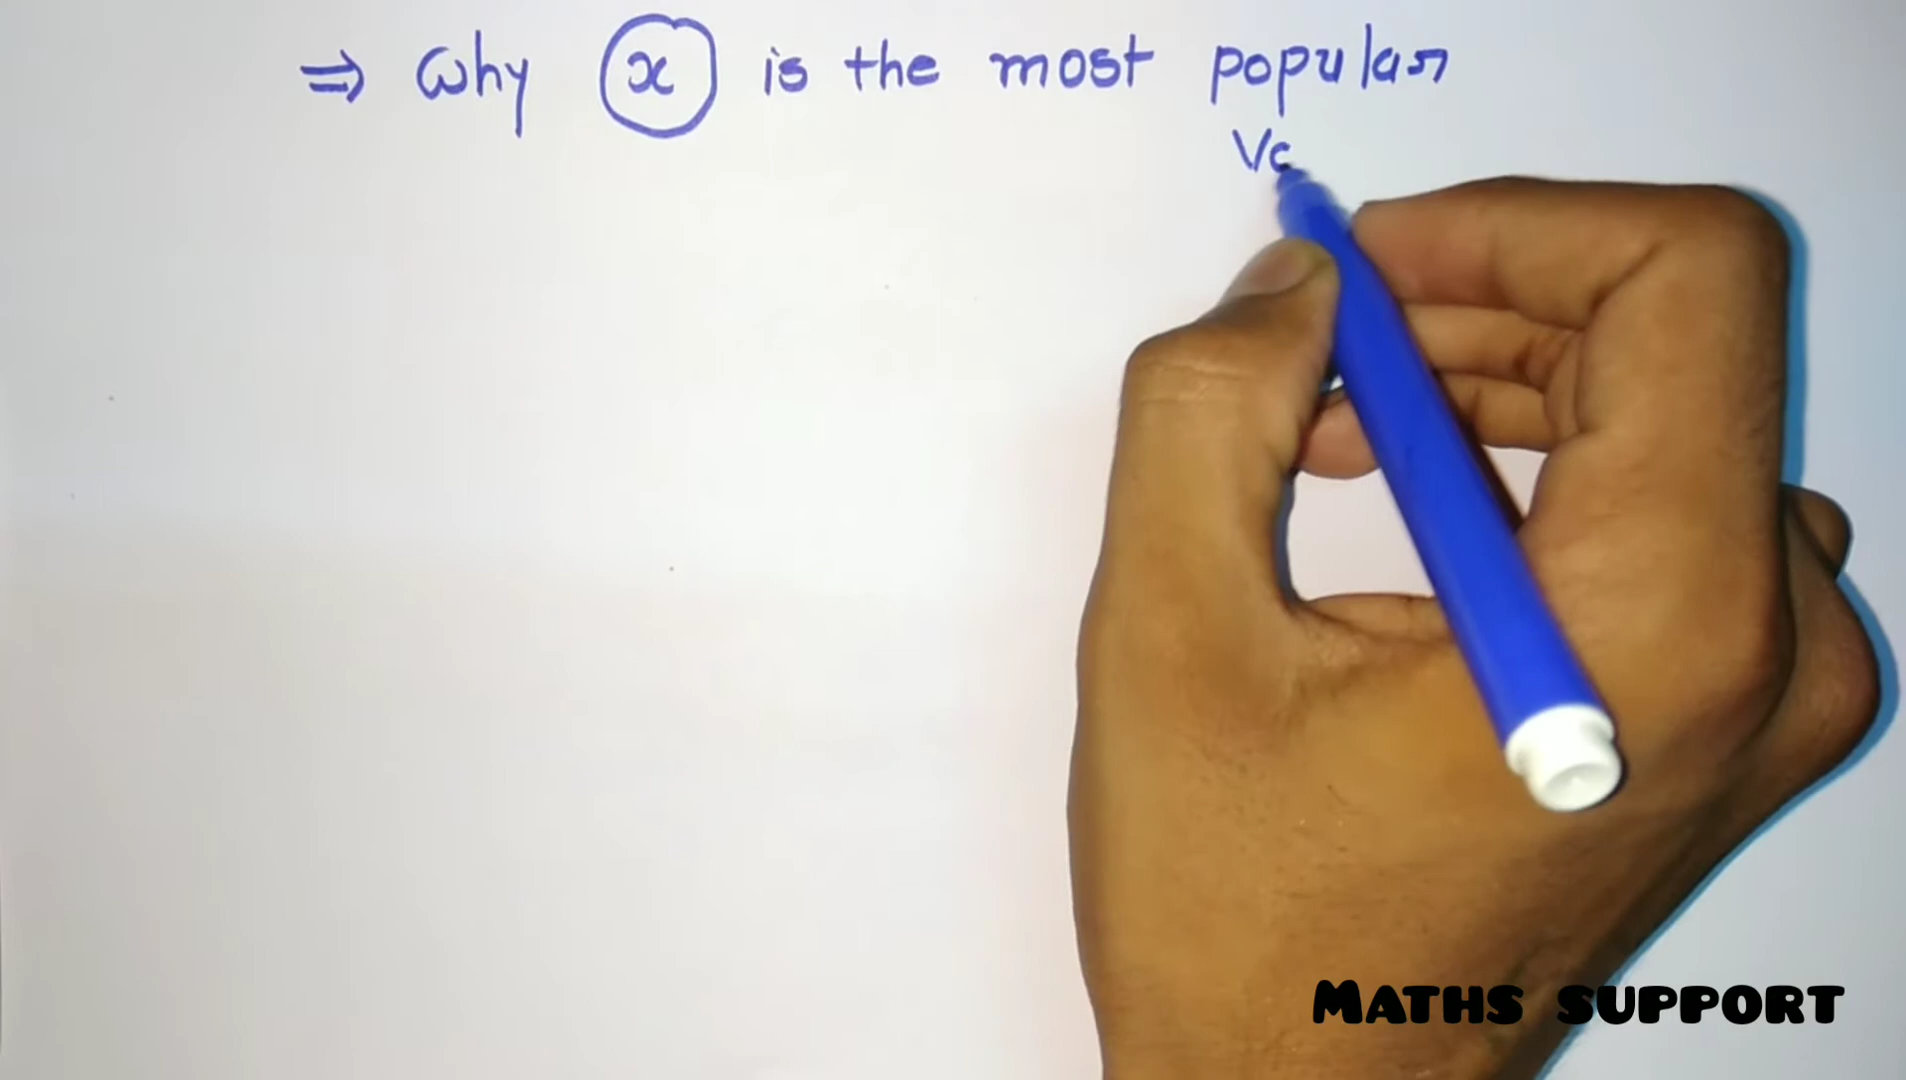 ⇒ why x is the most popular
Va
MATHS SUPPORT